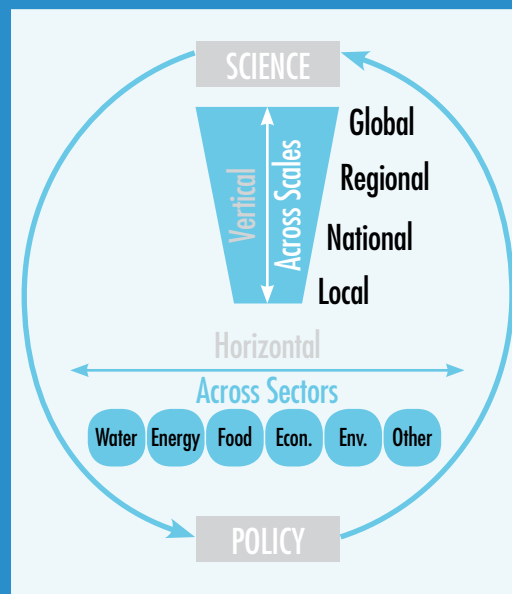 SCIENCE
Global
Regional
National
Local
Vertical
Across Scales
Horizontal
Across Sectors
Water Energy Food Econ. Env. Other
POLICY